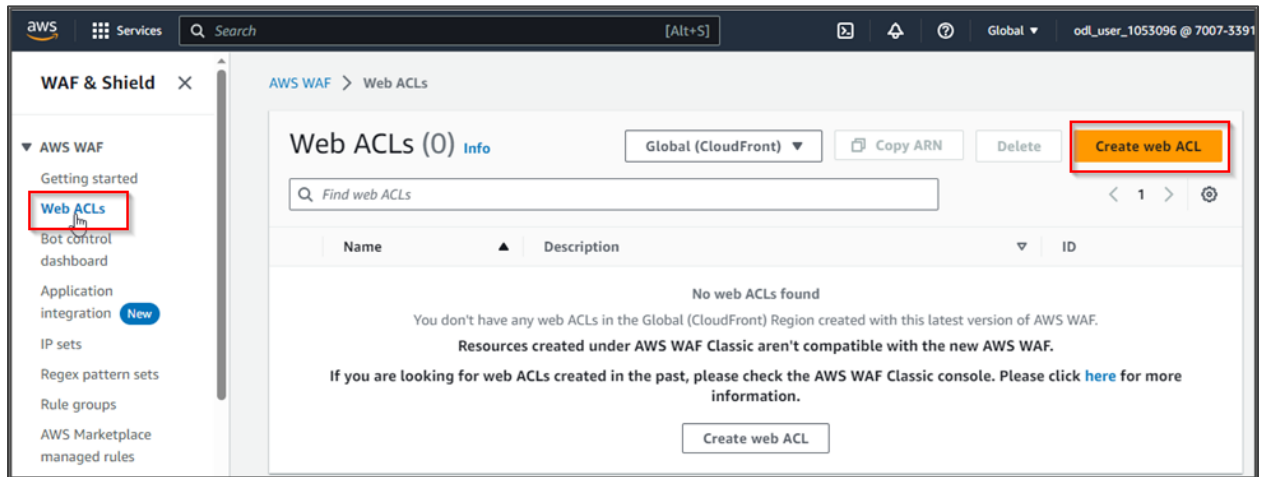 aws
Services
Search
[Alt+S]
Global
odl_user_1053096 @ 7007-3391
WAF & Shield
AWS WAF
Getting started
Web ACLs
Bot control
dashboard
Application
integration New
IP sets
Regex pattern sets
Rule groups
AWS Marketplace
managed rules
AWS WAF > Web ACLs
Web ACLs (0) Info
Global (CloudFront)
Copy ARN
Delete
Create web ACL
Find web ACLs
1
Name
Description
ID
No web ACLs found
You don't have any web ACLs in the Global (CloudFront) Region created with this latest version of AWS WAF.
Resources created under AWS WAF Classic aren't compatible with the new AWS WAF.
If you are looking for web ACLs created in the past, please check the AWS WAF Classic console. Please click here for more
information.
Create web ACL